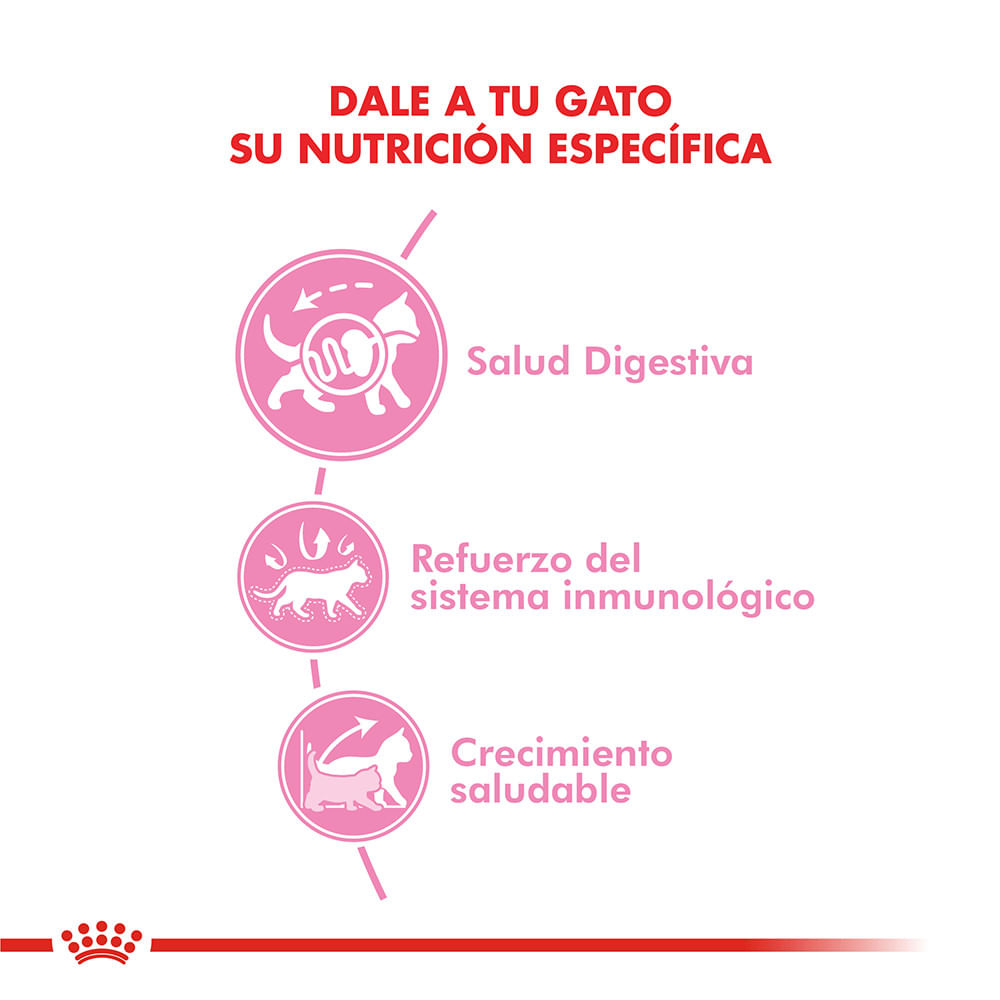 DALE A TU GATO
SU NUTRICIÓN ESPECÍFICA
Salud Digestiva
Refuerzo del
sistema inmunológico
Crecimiento
saludable